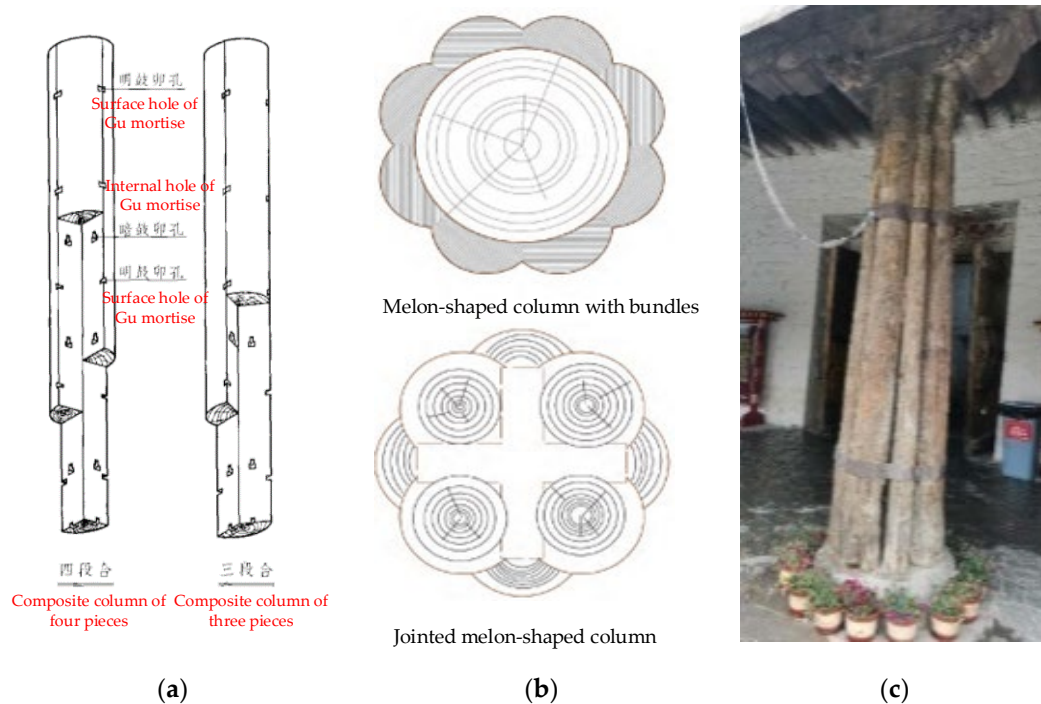 明鼓卯孔
Surface hole of
Gu mortise
Internal hole of
Gu mortise
暗鼓卯孔
明鼓卯孔
Surface hole of
Gu mortise
四段合
三段合
Composite column of
four pieces
Composite column of
three pieces
(a)
Melon-shaped column with bundles
Jointed melon-shaped column
(b)
(c)